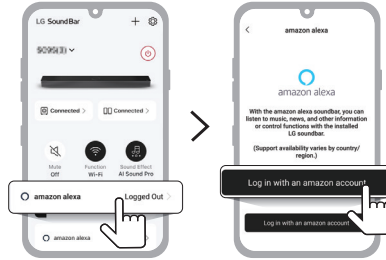 LG Sound Bar
Connected >
Connected >
Mute
Off
Function
Wi-Fi
Sound Effect
AI Sound Pro
amazon alexa
Logged Out >
amazon alexa
>
<
amazon alexa
amazon alexa
With the amazon alexa soundbar, you can
listen to music, news, and other information
or control functions with the installed
LG soundbar.
(Support availability varies by country/
region.)
Log in with an amazon account
Log in with an amazon account